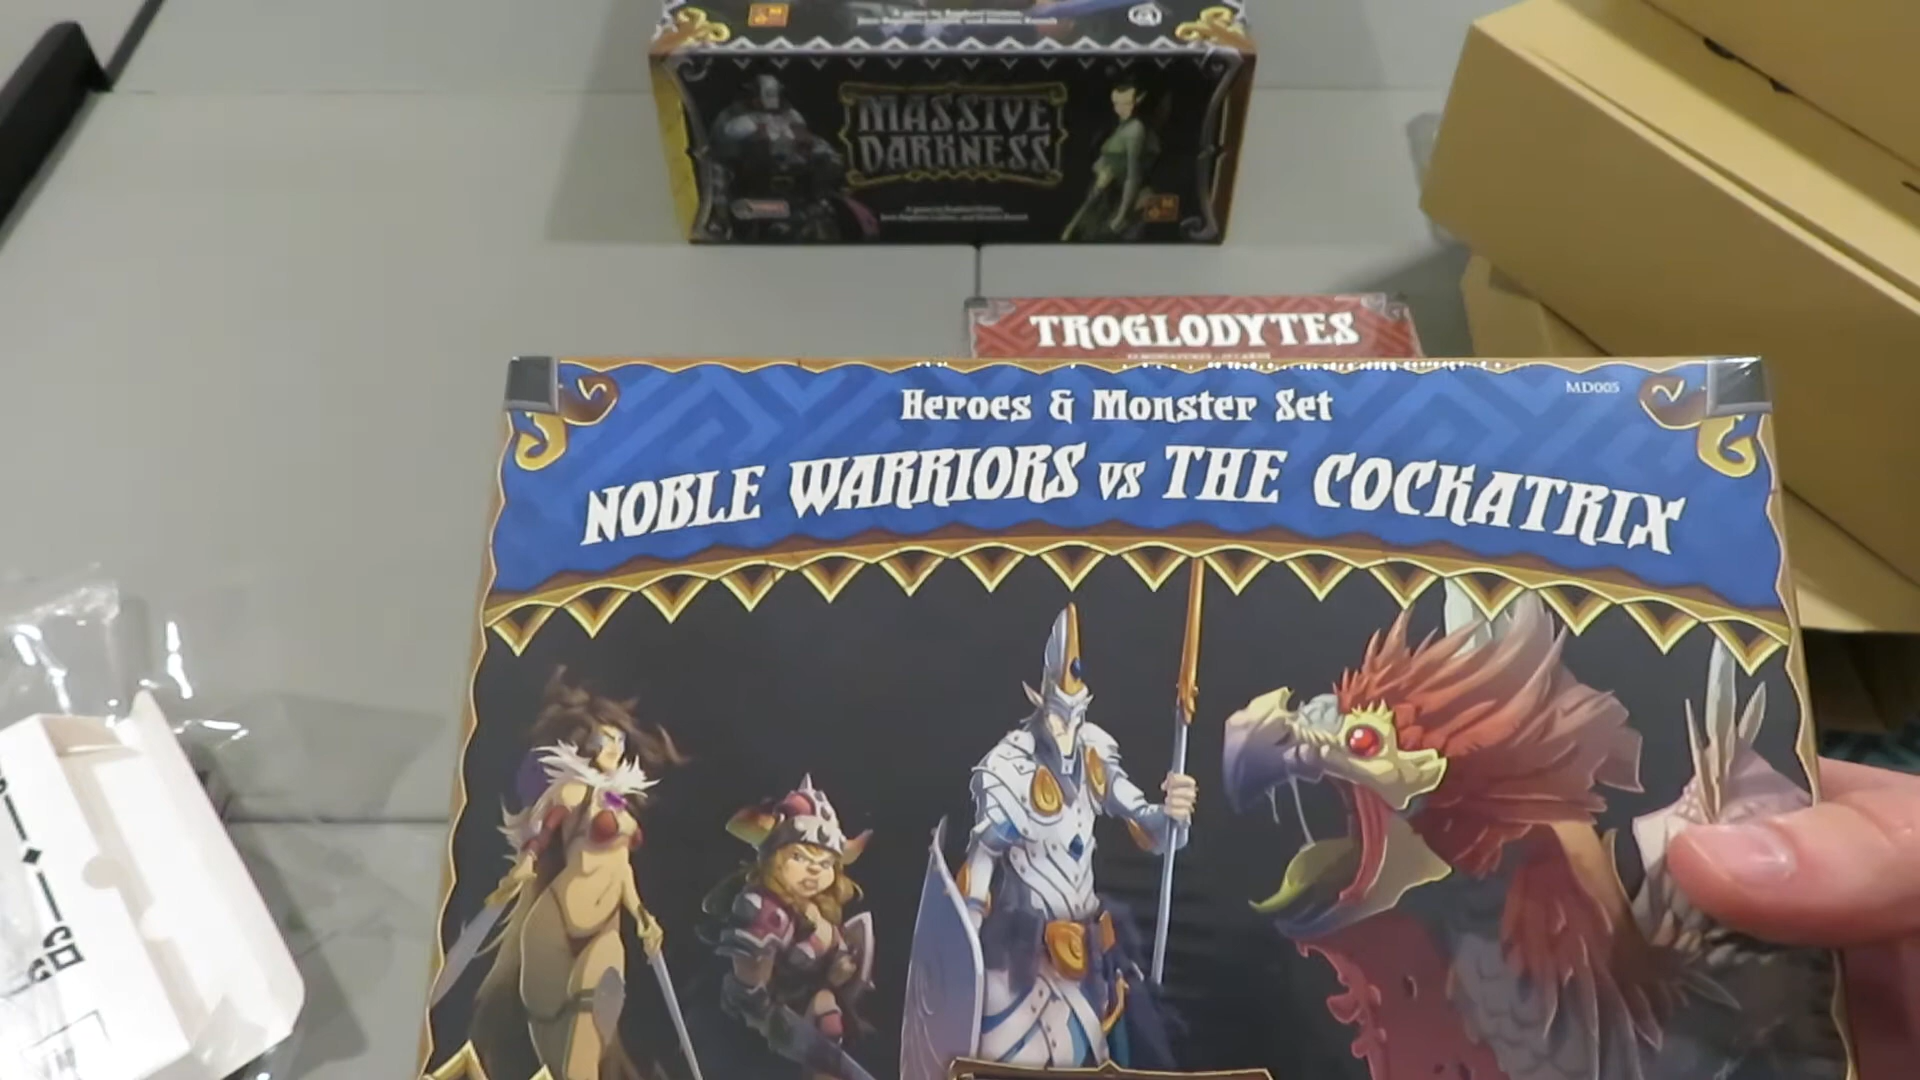 MASSIVE
DARKNESS
TROGLODYTES
Heroes & Monster Set
MD005
NOBLE WARRIORS VS THE COCKATRIX